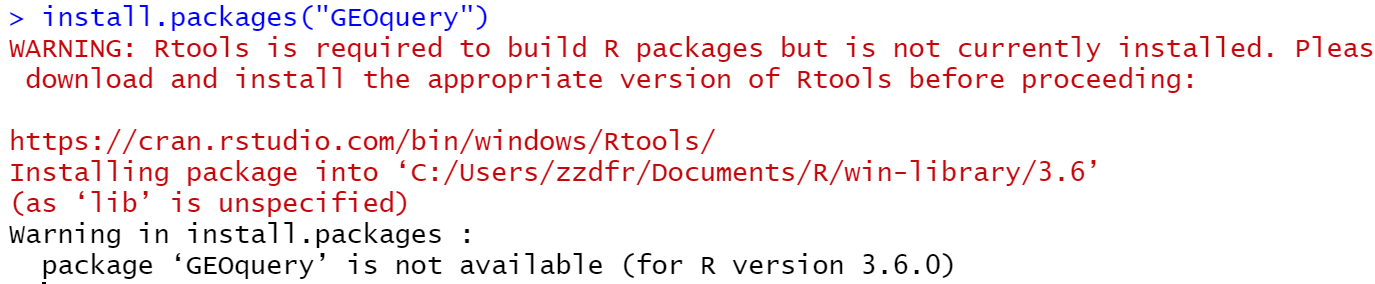 > install.packages("GEOquery")
WARNING: Rtools is required to build R packages but is not currently installed. Pleas
download and install the appropriate version of Rtools before proceeding:
https://cran.rstudio.com/bin/windows/Rtools/
Installing package into ‘C:/Users/zzdfr/Documents/R/win-library/3.6’
(as ‘lib’ is unspecified)
Warning in install.packages :
package ‘GEOquery’ is not available (for R version 3.6.0)